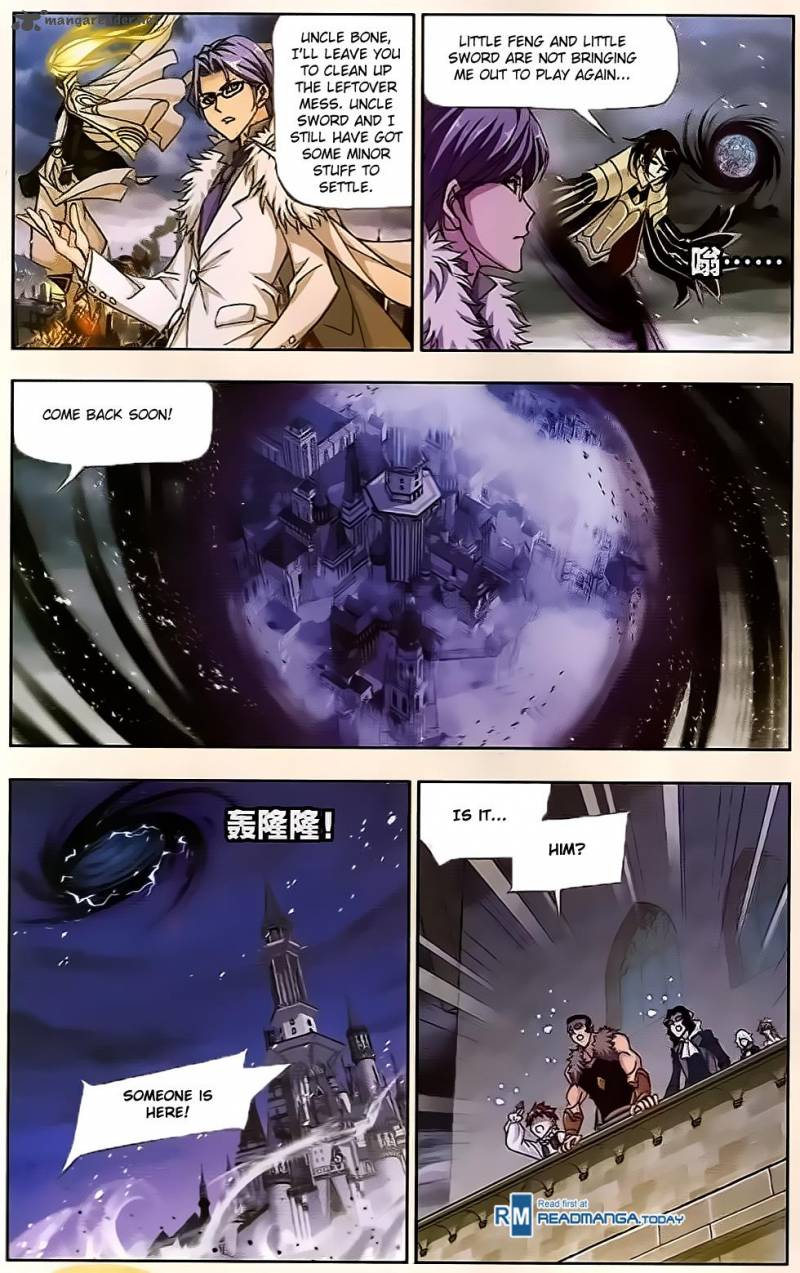 mangareader.net
UNCLE BONE,
I'LL LEAVE YOU
TO CLEAN UP
THE LEFTOVER
MESS. UNCLE
SWORD AND I
STILL HAVE GOT
SOME MINOR
STUFF TO
SETTLE.
LITTLE FENG AND LITTLE
SWORD ARE NOT BRINGING
ME OUT TO PLAY AGAIN...
嗡……
COME BACK SOON!
轰隆隆!
SOMEONE IS
HERE!
IS IT...
HIM?
RM
Read first at
READMANGA.TODAY